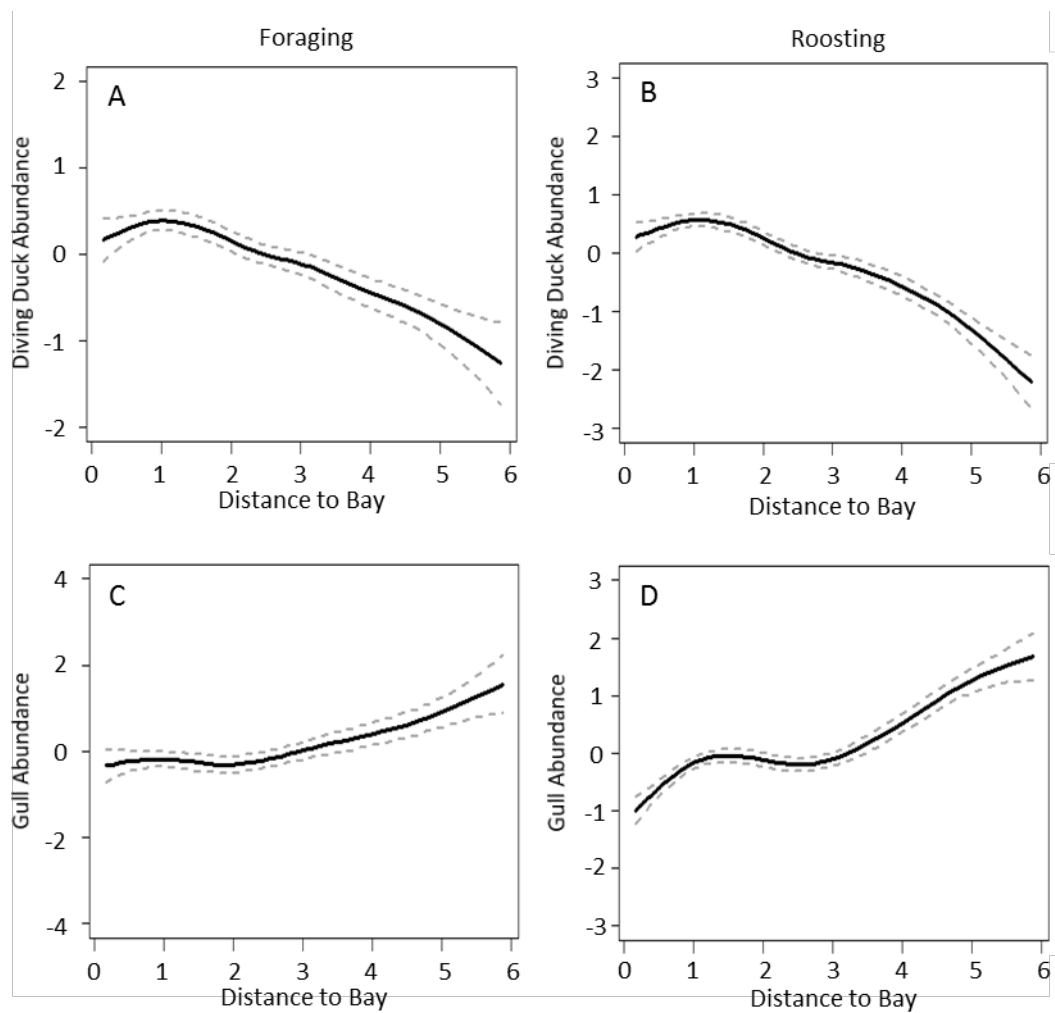 Foraging
Roosting
A
2
1
0
-1
-2
Diving Duck Abundance
0 1 2 3 4 5 6
Distance to Bay
B
3
2
1
0
-1
-2
-3
Diving Duck Abundance
0 1 2 3 4 5 6
Distance to Bay
C
4
2
0
-2
-4
Gull Abundance
0 1 2 3 4 5 6
Distance to Bay
D
3
2
1
0
-1
-2
-3
Gull Abundance
0 1 2 3 4 5 6
Distance to Bay